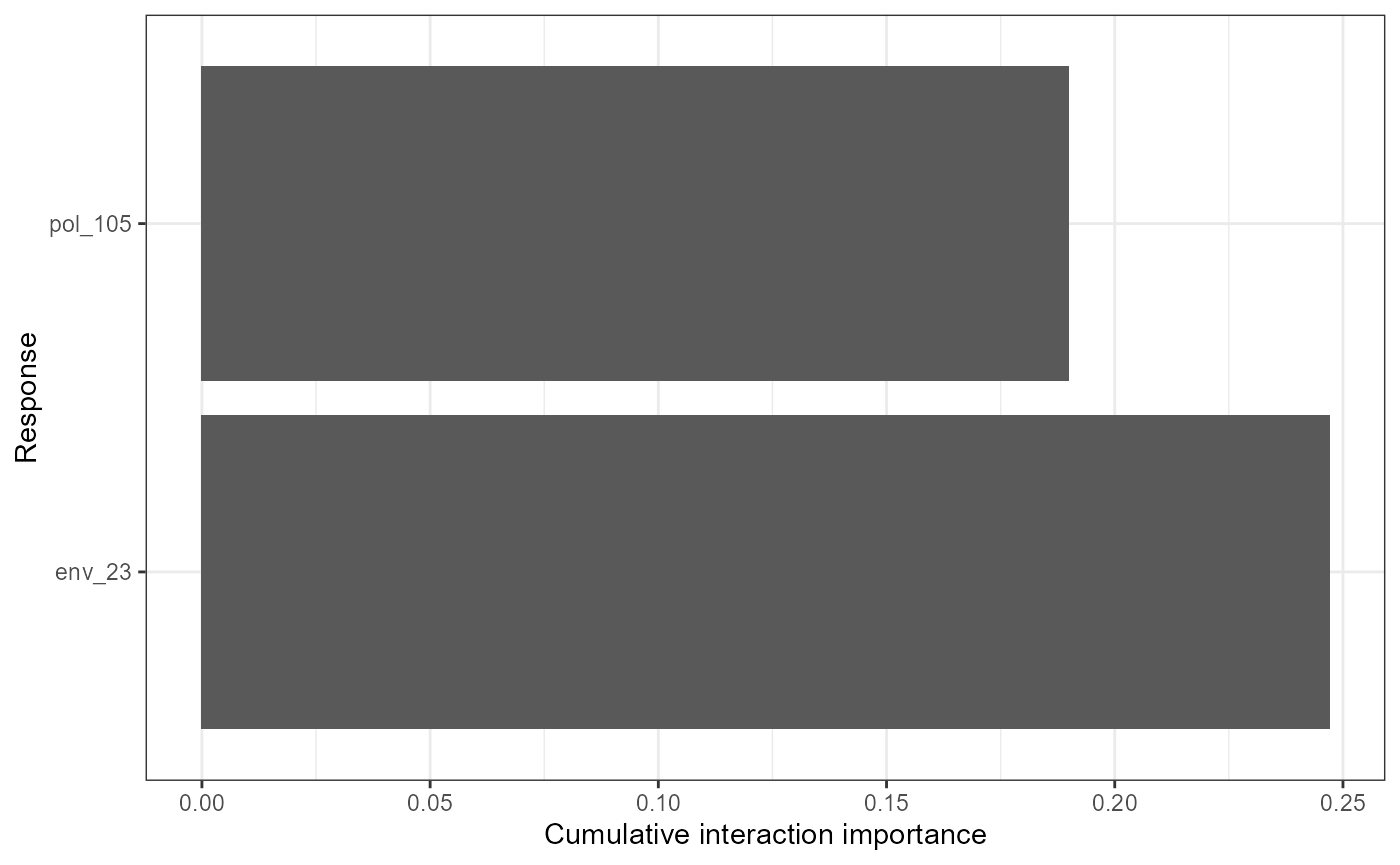 Response
pol_105
env_23
0.00 0.05 0.10 0.15 0.20 0.25
Cumulative interaction importance